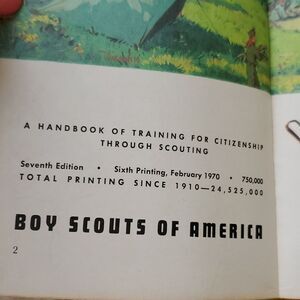 A HANDBOOK OF TRAINING FOR CITIZENSHIP
THROUGH SCOUTING
Seventh Edition • Sixth Printing, February 1970 • 750,000
TOTAL PRINTING SINCE 1910—24,525,000
BOY SCOUTS OF AMERICA
2